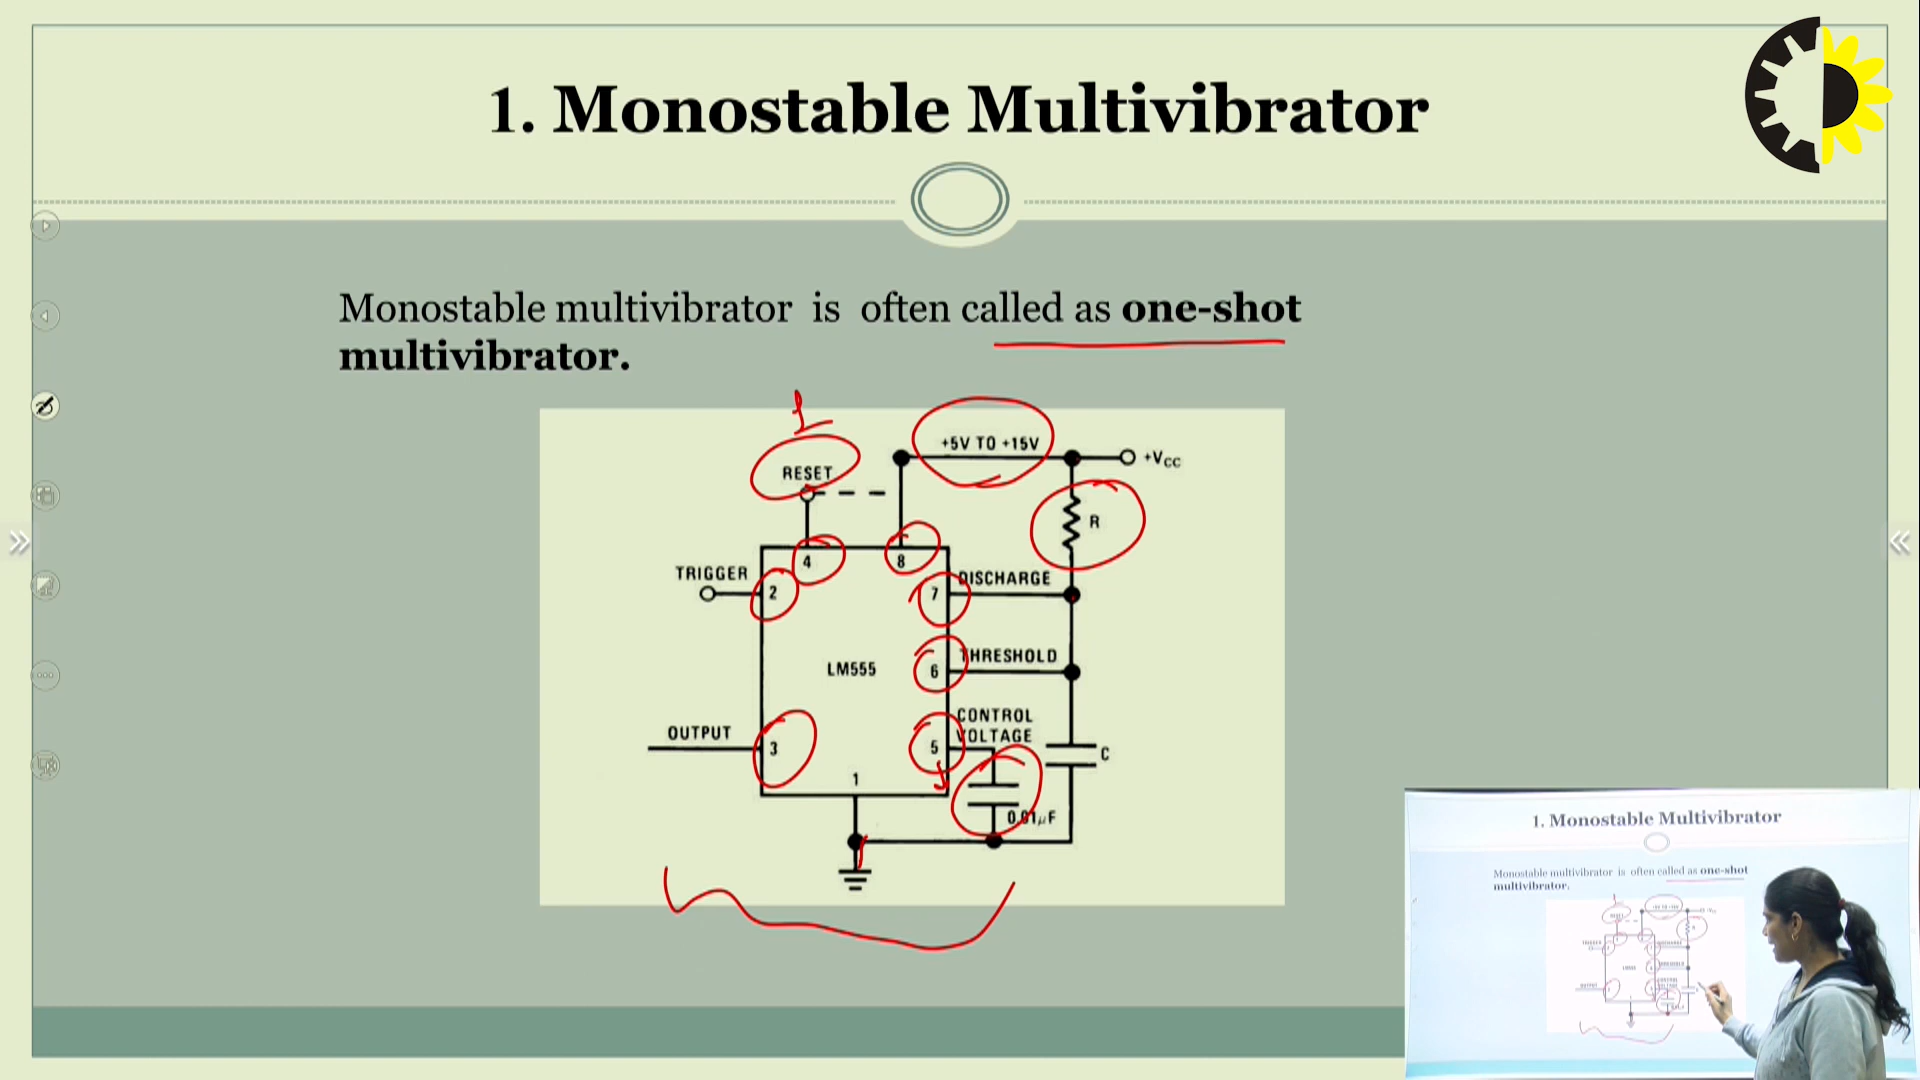 1. Monostable Multivibrator
Monostable multivibrator is often called as one-shot
multivibrator.
1
+5V TO +15V
+VCC
RESET
R
4
8
TRIGGER
2
7
DISCHARGE
LM555
6
THRESHOLD
CONTROL
VOLTAGE
OUTPUT
3
5
C
1
0.01µF
1. Monostable Multivibrator
Monostable multivibrator is often called as one-shot
multivibrator.